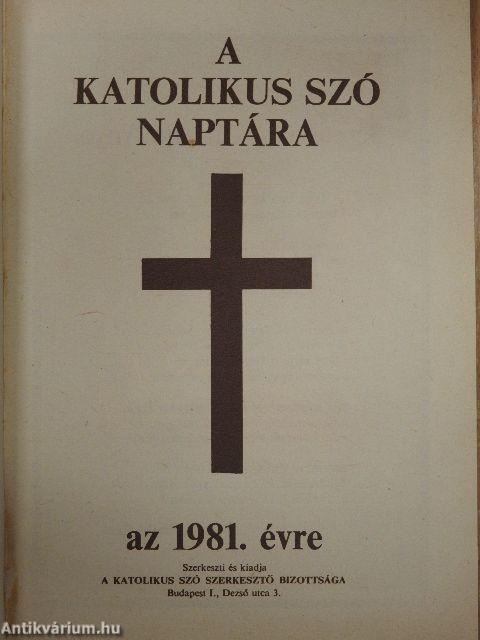 A
KATOLIKUS SZÓ
NAPTÁRA
az 1981. évre
Szerkeszti és kiadja
A KATOLIKUS SZÓ SZERKESZTŐ BIZOTTSÁGA
Budapest I., Dezső utca 3.
Antikvárium.hu